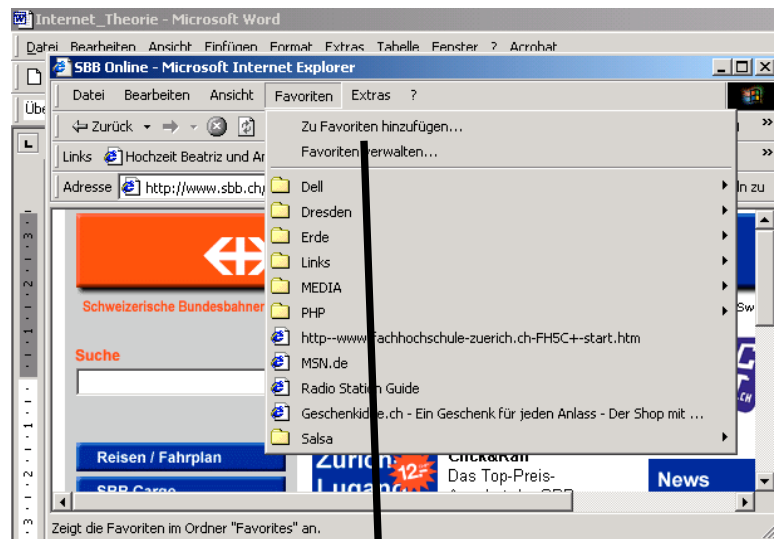 Internet_Theorie - Microsoft Word
Datei Bearbeiten Ansicht Einfügen Format Extras Tabelle Fenster ? Acrobat
SBB Online - Microsoft Internet Explorer
Datei Bearbeiten Ansicht Favoriten Extras ?
Zurück
Links Hochzeit Beatriz und
Adresse http://www.sbb.ch
Zu Favoriten hinzufügen...
Favoriten verwalten...
Dell
Dresden
Erde
Links
MEDIA
PHP
http--www.fachhochschule-zuerich.ch-FH5C+-start.htm
MSN.de
Radio Station Guide
Geschenkidee.ch - Ein Geschenk für jeden Anlass - Der Shop mit ...
Salsa
Schweizerische Bundesbahnen
Suche
Reisen / Fahrplan
SBB Cargo
12.-
Click&Rail
Das Top-Preis-
News
Zeigt die Favoriten im Ordner "Favorites" an.